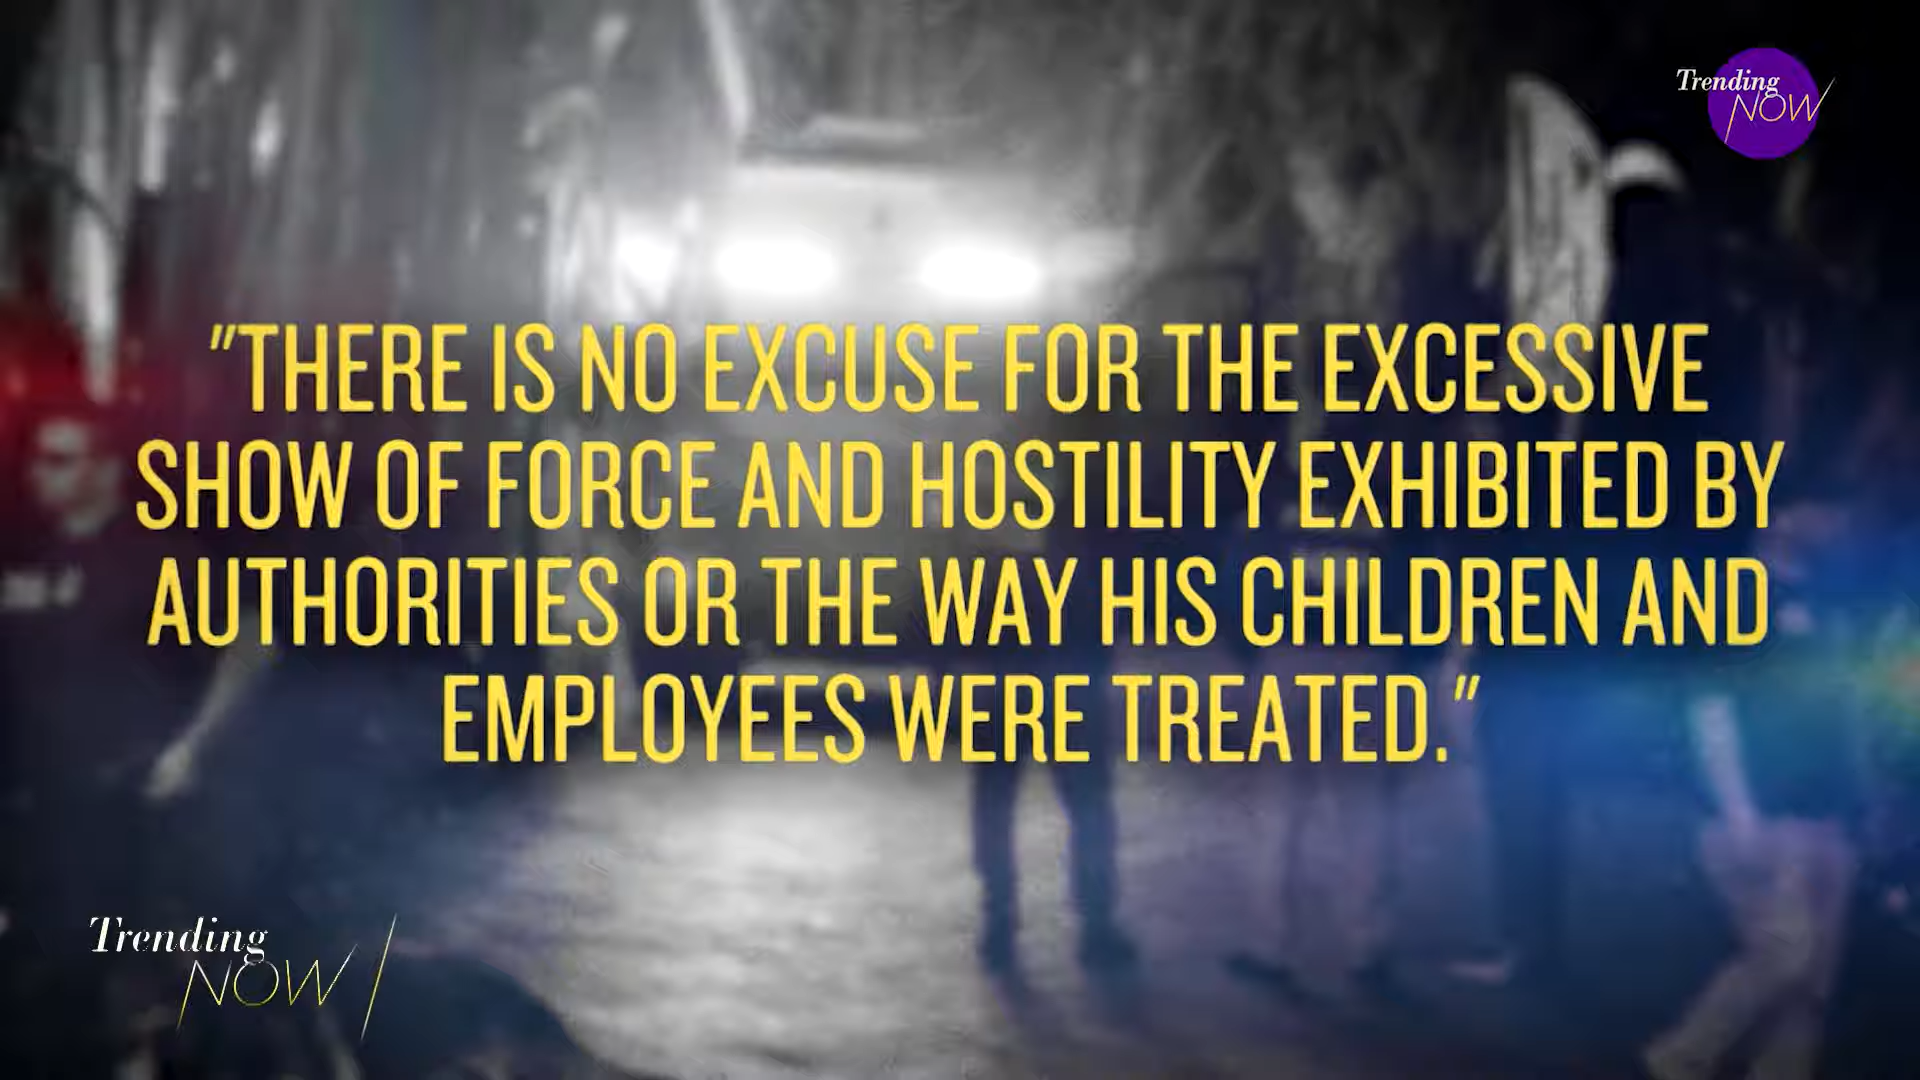 Trending
NOW
"THERE IS NO EXCUSE FOR THE EXCESSIVE
SHOW OF FORCE AND HOSTILITY EXHIBITED BY
AUTHORITIES OR THE WAY HIS CHILDREN AND
EMPLOYEES WERE TREATED."
Trending
NOW